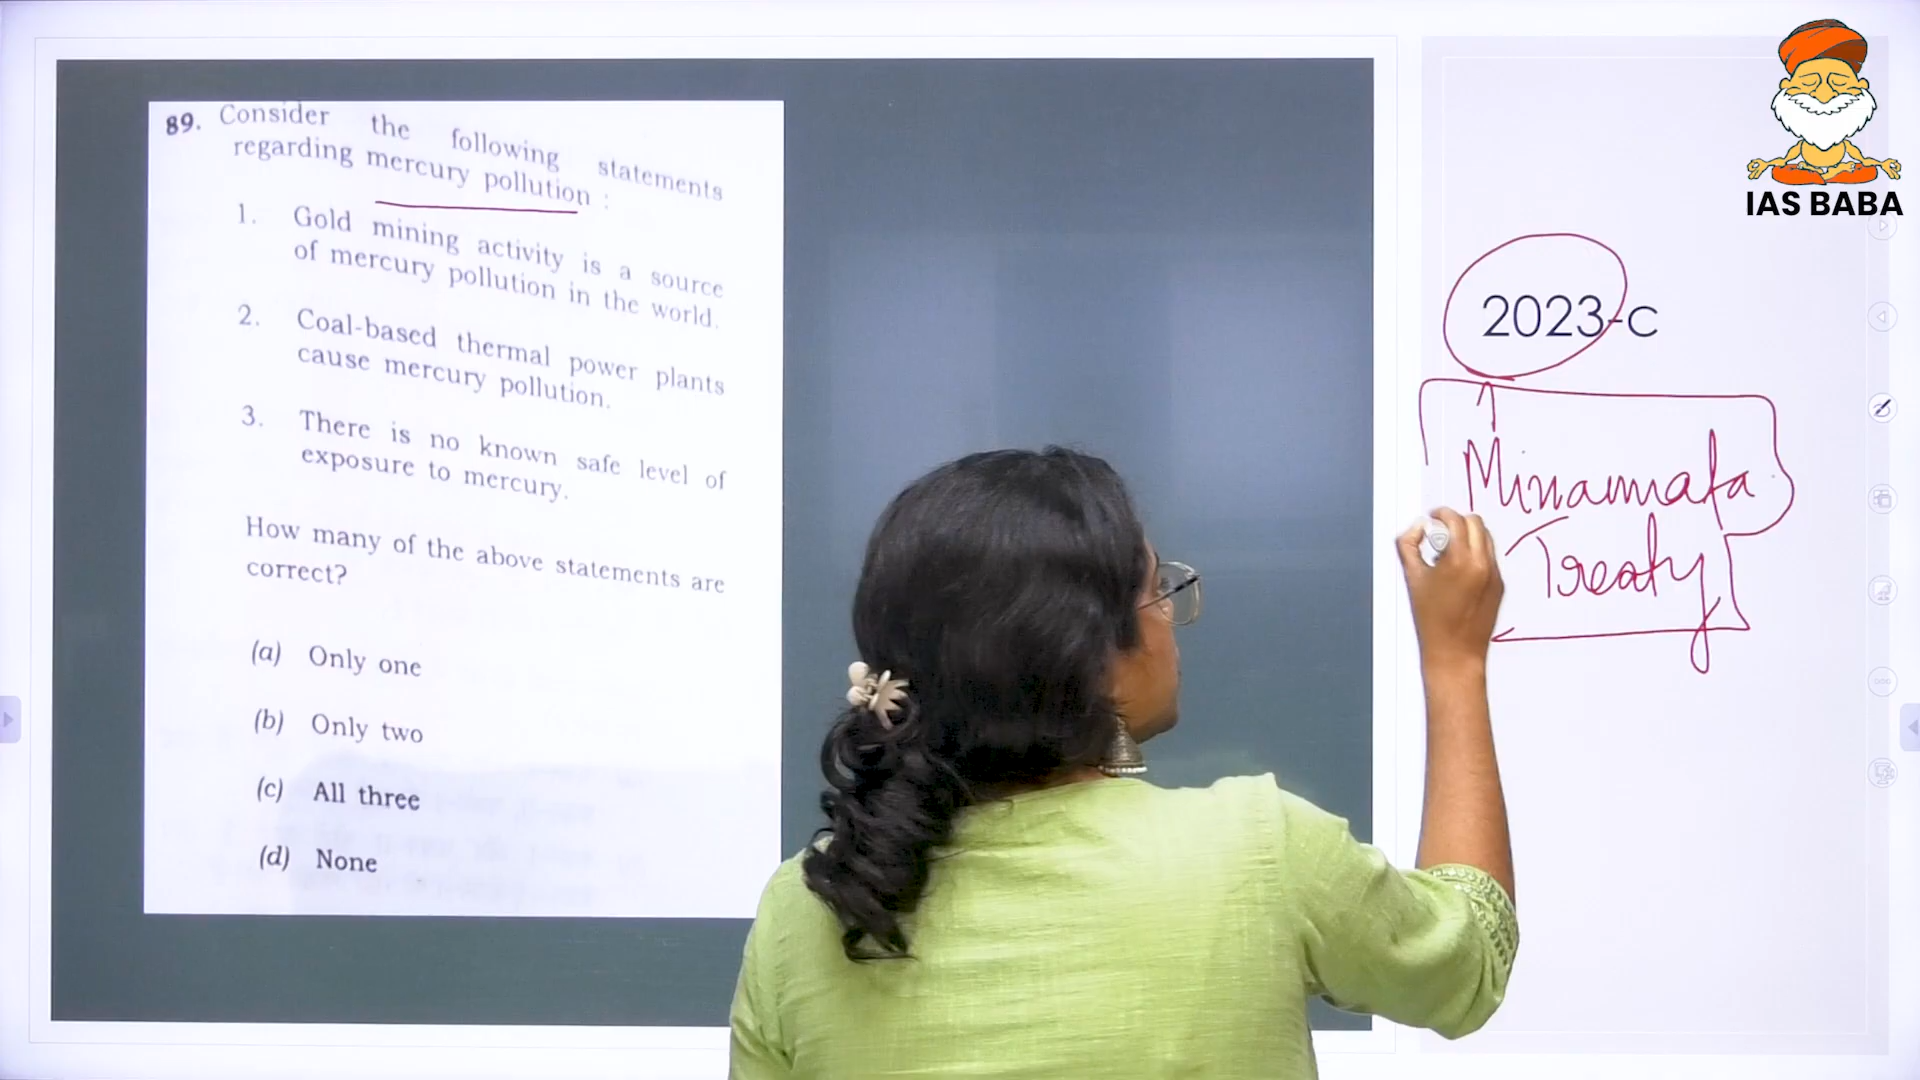 89. Consider the following statements
regarding mercury pollution :
1. Gold mining activity is a source
of mercury pollution in the world.
2. Coal-based thermal power plants
cause mercury pollution.
3. There is no known safe level of
exposure to mercury.
How many of the above statements are
correct?
(a) Only one
(b) Only two
(c) All three
(d) None
IAS BABA
2023-c
Minamata
Treaty